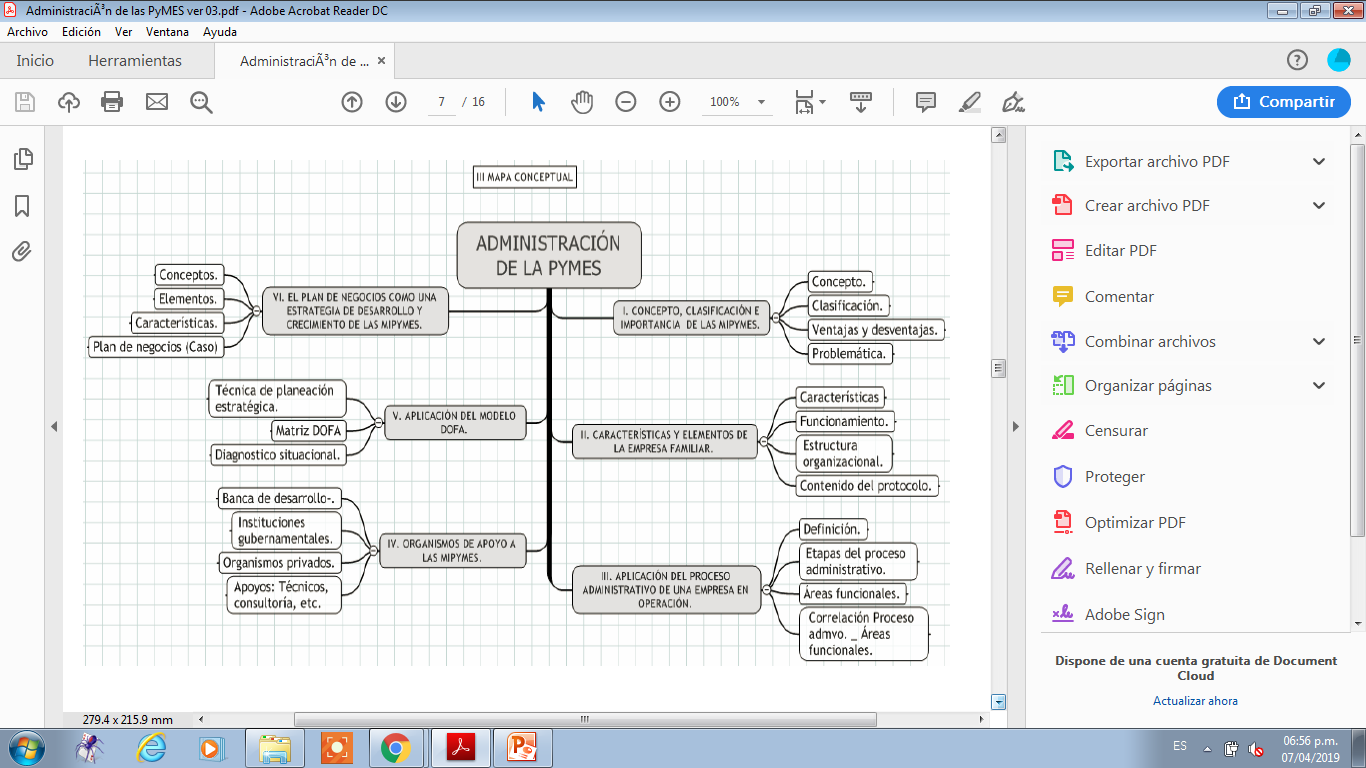 AdministraciÃ³n de las PyMES ver 03.pdf - Adobe Acrobat Reader DC
Archivo Edición Ver Ventana Ayuda
Inicio Herramientas AdministraciÃ³n de ... ×
7 / 16 100% Compartir
III MAPA CONCEPTUAL
ADMINISTRACIÓN
DE LA PYMES
VI. EL PLAN DE NEGOCIOS COMO UNA
ESTRATEGIA DE DESARROLLO Y
CRECIMIENTO DE LAS MIPYMES.
Conceptos.
Elementos.
Características.
Plan de negocios (Caso)
V. APLICACIÓN DEL MODELO
DOFA.
Técnica de planeación
estratégica.
Matriz DOFA
Diagnostico situacional.
IV. ORGANISMOS DE APOYO A
LAS MIPYMES.
Banca de desarrollo-.
Instituciones
gubernamentales.
Organismos privados.
Apoyos: Técnicos,
consultoría, etc.
I. CONCEPTO, CLASIFICACIÓN E
IMPORTANCIA DE LAS MIPYMES.
Concepto.
Clasificación.
Ventajas y desventajas.
Problemática.
II. CARACTERÍSTICAS Y ELEMENTOS DE
LA EMPRESA FAMILIAR.
Características
Funcionamiento.
Estructura
organizacional.
Contenido del protocolo.
III. APLICACIÓN DEL PROCESO
ADMINISTRATIVO DE UNA EMPRESA EN
OPERACIÓN.
Definición.
Etapas del proceso
administrativo.
Áreas funcionales.
Correlación Proceso
admvo. _ Áreas
funcionales.
Exportar archivo PDF
Crear archivo PDF
Editar PDF
Comentar
Combinar archivos
Organizar páginas
Censurar
Proteger
Optimizar PDF
Rellenar y firmar
Adobe Sign
Dispone de una cuenta gratuita de Document
Cloud
Actualizar ahora
279.4 x 215.9 mm
ES
06:56 p.m.
07/04/2019